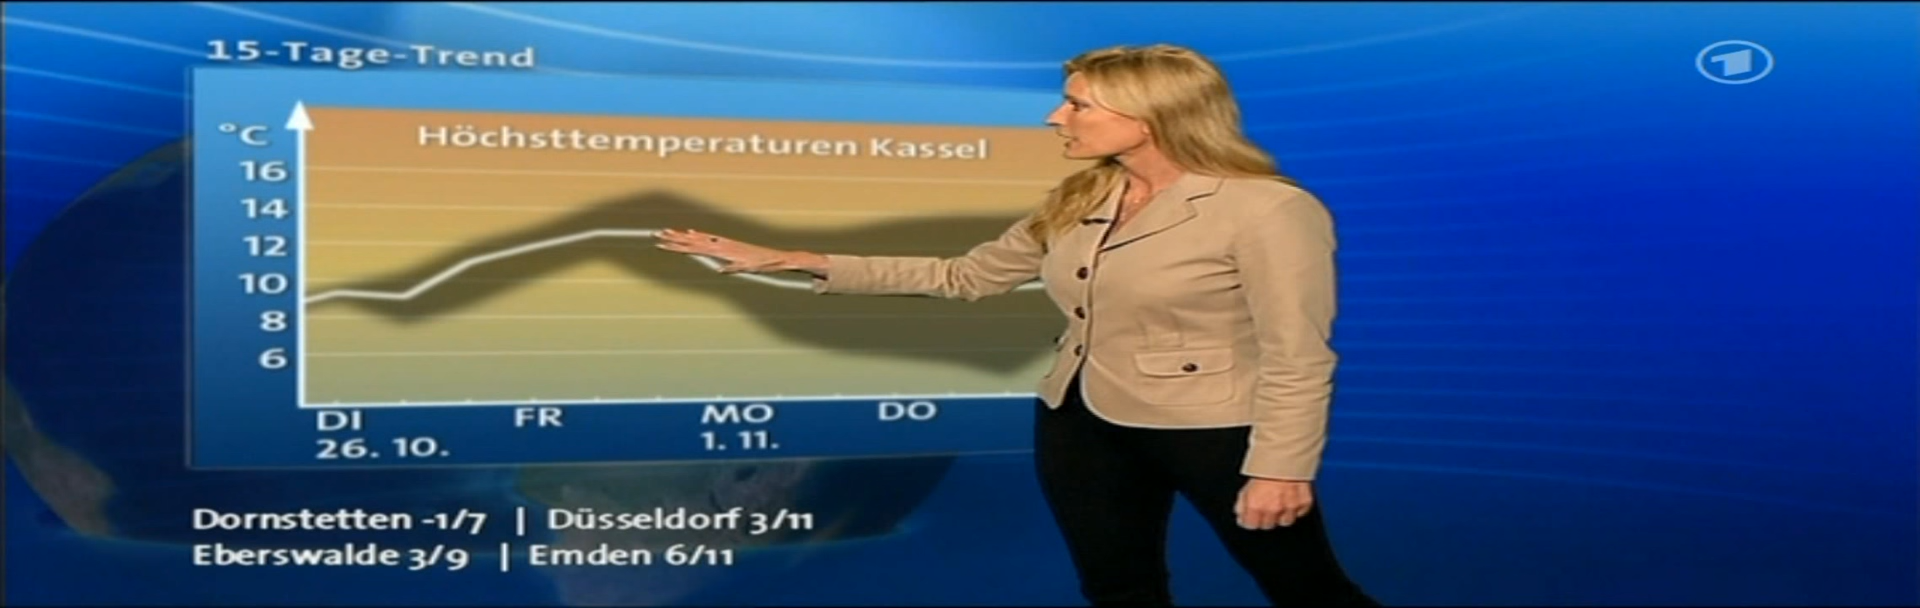 15-Tage-Trend
°C
Höchsttemperaturen Kassel
16
14
12
10
8
6
DI FR MO DO
26. 10. 1. 11.
Dornstetten -1/7 | Düsseldorf 3/11
Eberswalde 3/9 | Emden 6/11
1